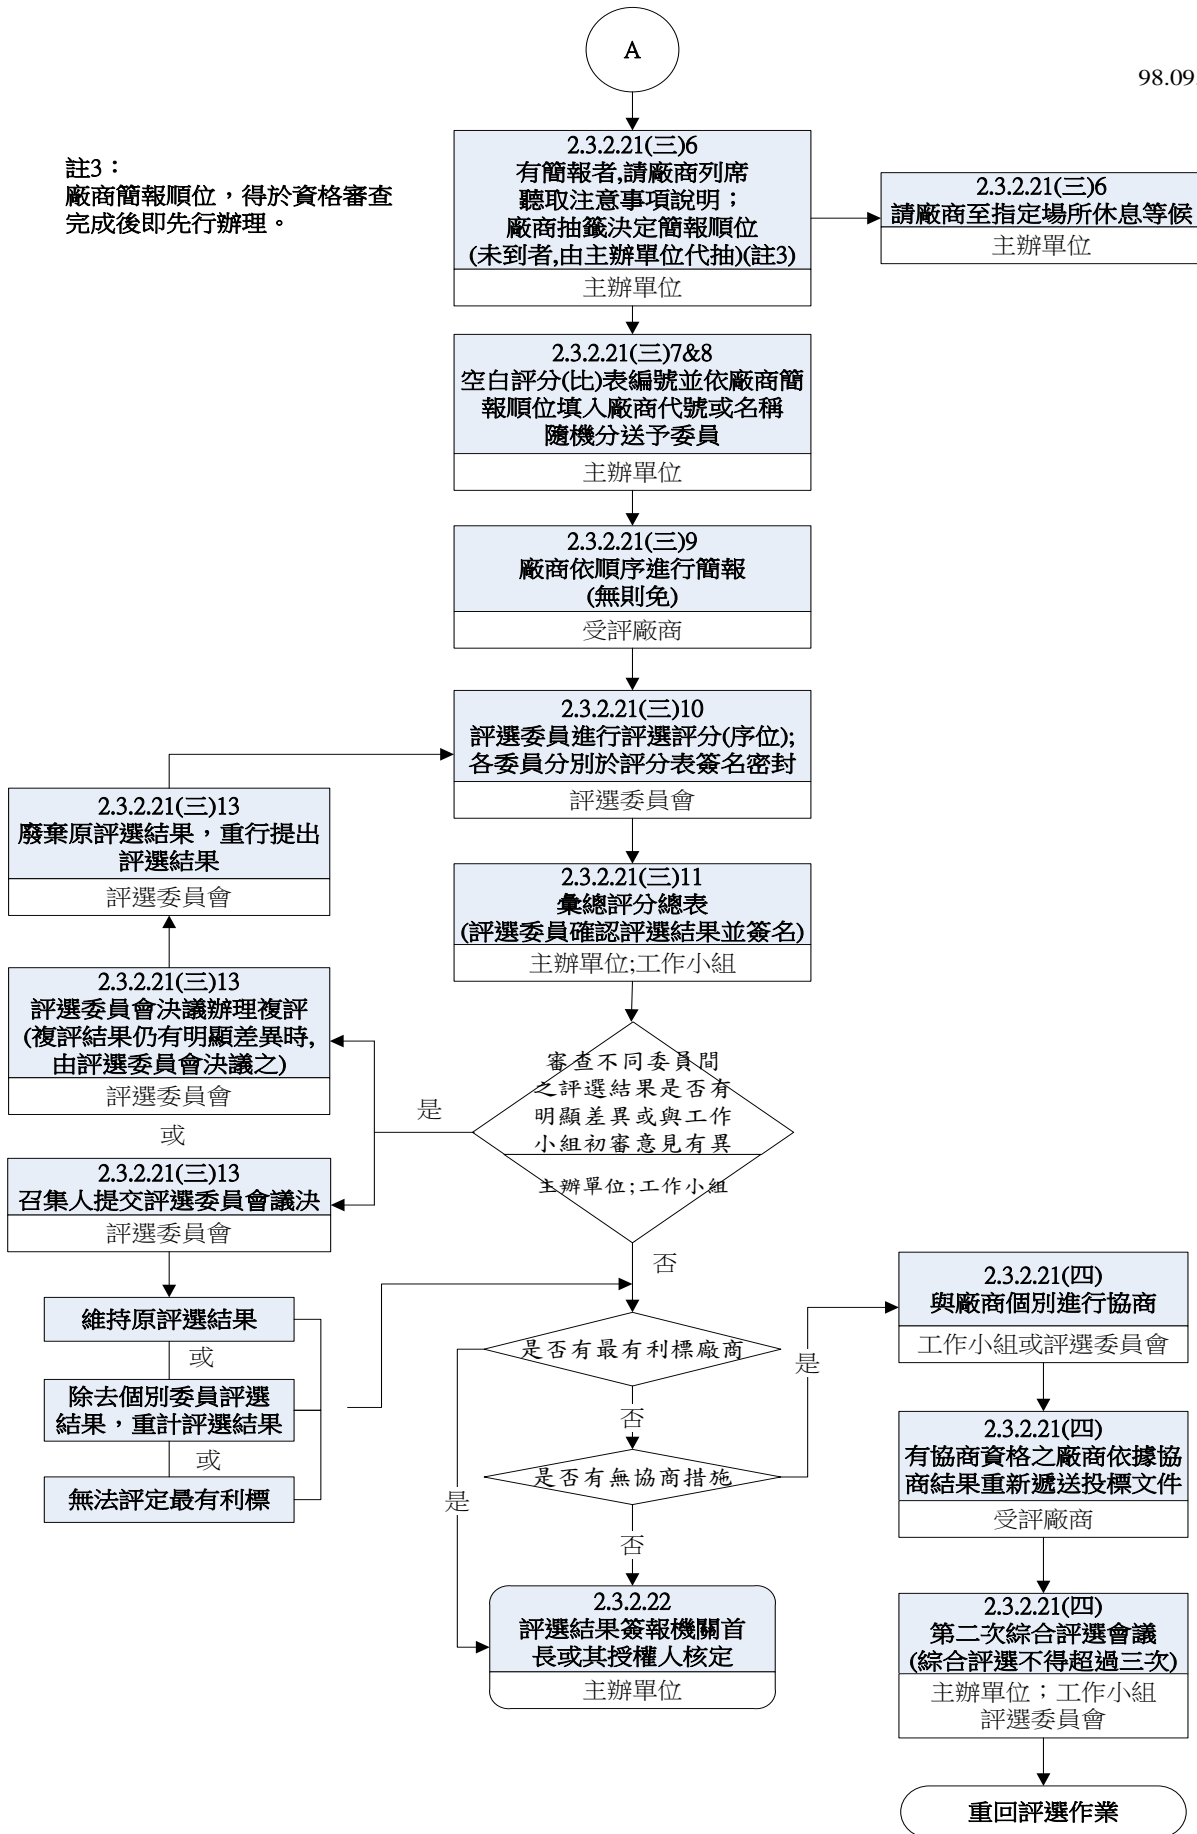 A
98.09.
註3：
廠商簡報順位，得於資格審查
完成後即先行辦理。
2.3.2.21(三)6
有簡報者,請廠商列席
聽取注意事項說明；
廠商抽籤決定簡報順位
(未到者,由主辦單位代抽)(註3)
主辦單位
2.3.2.21(三)6
請廠商至指定場所休息等候
主辦單位
2.3.2.21(三)7&8
空白評分(比)表編號並依廠商簡
報順位填入廠商代號或名稱
隨機分送予委員
主辦單位
2.3.2.21(三)9
廠商依順序進行簡報
(無則免)
受評廠商
2.3.2.21(三)10
評選委員進行評選評分(序位);
各委員分別於評分表簽名密封
評選委員會
2.3.2.21(三)13
廢棄原評選結果，重行提出
評選結果
評選委員會
2.3.2.21(三)11
彙總評分總表
(評選委員確認評選結果並簽名)
主辦單位;工作小組
2.3.2.21(三)13
評選委員會決議辦理複評
(複評結果仍有明顯差異時,
由評選委員會決議之)
評選委員會
或
是
審查不同委員間
之評選結果是否有
明顯差異或與工作
小組初審意見有異
主辦單位;工作小組
2.3.2.21(三)13
召集人提交評選委員會議決
評選委員會
否
維持原評選結果
或
除去個別委員評選
結果，重計評選結果
或
無法評定最有利標
是否有最有利標廠商
是
否
是否有無協商措施
是
否
2.3.2.22
評選結果簽報機關首
長或其授權人核定
主辦單位
2.3.2.21(四)
與廠商個別進行協商
工作小組或評選委員會
2.3.2.21(四)
有協商資格之廠商依據協
商結果重新遞送投標文件
受評廠商
2.3.2.21(四)
第二次綜合評選會議
(綜合評選不得超過三次)
主辦單位；工作小組
評選委員會
重回評選作業